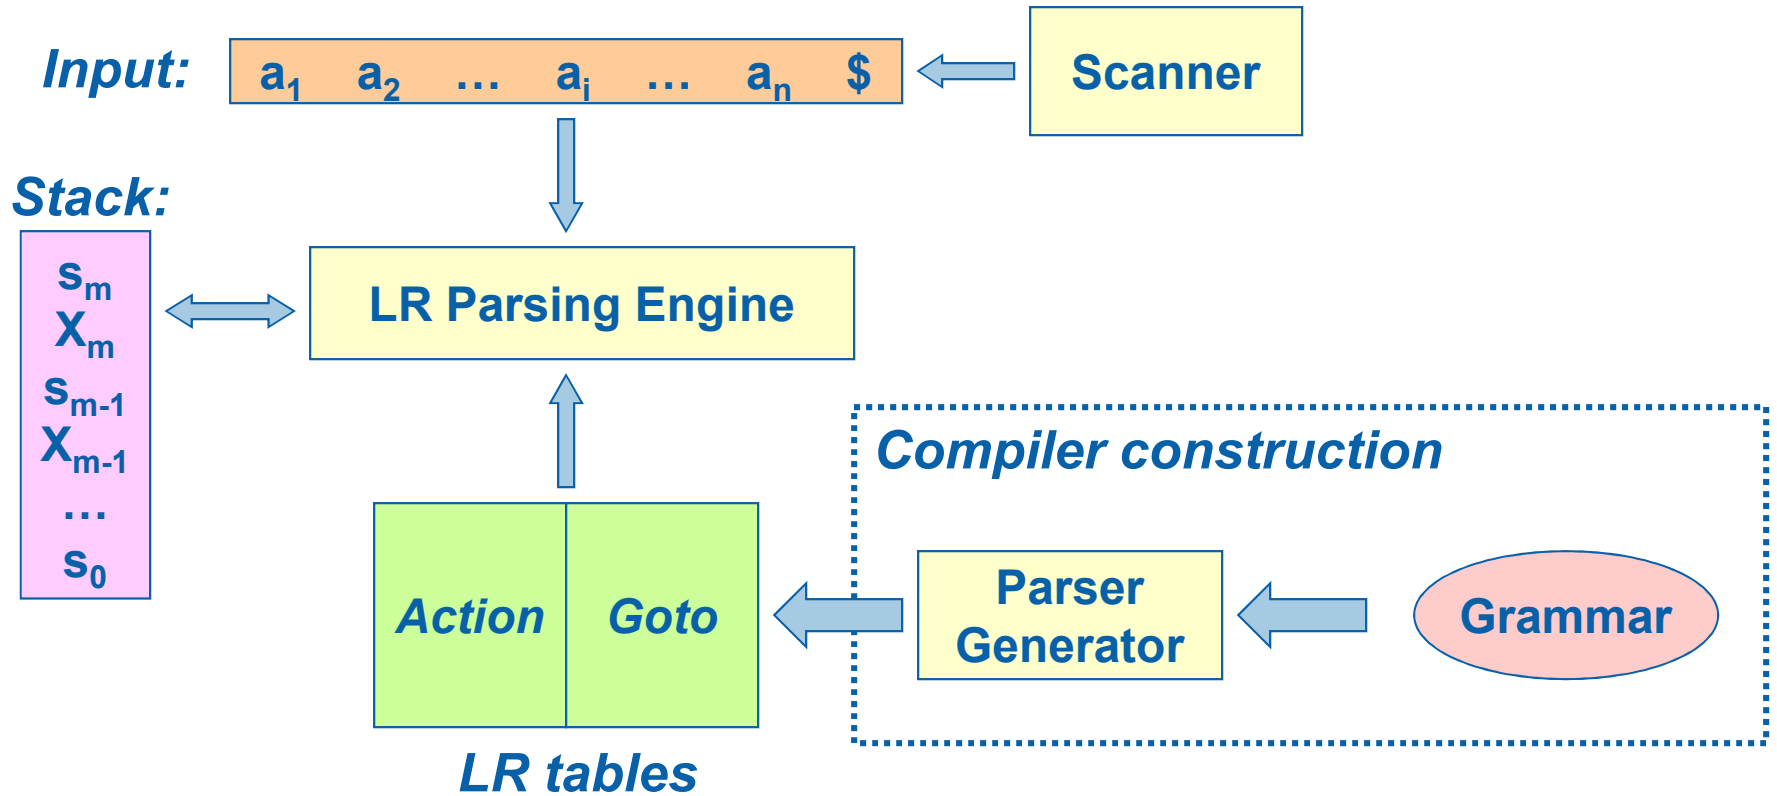 Input:
a1 a2 … ai … an $
Scanner
Stack:
sm
Xm
sm-1
Xm-1
…
s0
LR Parsing Engine
Compiler construction
Action
Goto
Parser
Generator
Grammar
LR tables